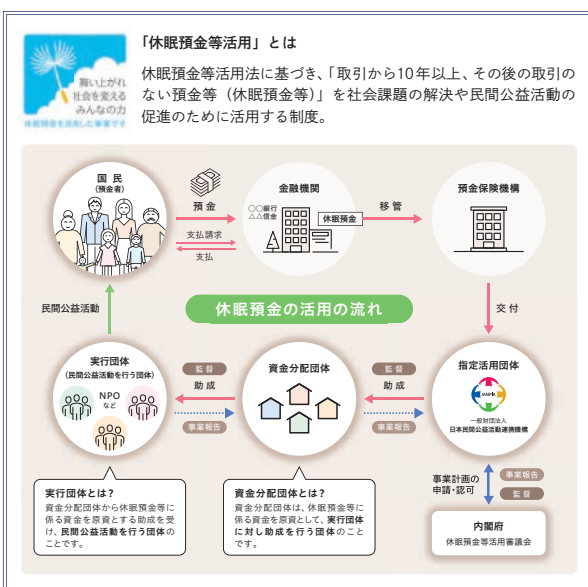 「休眠預金等活用」とは
舞い上がれ
社会を変える
みんなの力
休眠預金を活用した事業です
休眠預金等活用法に基づき、「取引から10年以上、その後の取引の
ない預金等（休眠預金等）」を社会課題の解決や民間公益活動の
促進のために活用する制度。
国民
（預金者）
預金
支払請求
支払
金融機関
〇〇銀行
△△信金
休眠預金
移管
預金保険機構
民間公益活動
休眠預金の活用の流れ
交付
実行団体
（民間公益活動を行う団体）
NPO
など
監督
助成
事業報告
資金分配団体
監督
助成
事業報告
指定活用団体
JANPIA
一般財団法人
日本民間公益活動連携機構
実行団体とは？
資金分配団体から休眠預金等に
係る資金を原資とする助成を受
け、民間公益活動を行う団体の
ことです。
資金分配団体とは？
資金分配団体は、休眠預金等に
係る資金を原資として、実行団体
に対し助成を行う団体のこと
です。
事業計画の
申請・認可
事業報告
監督
内閣府
休眠預金等活用審議会